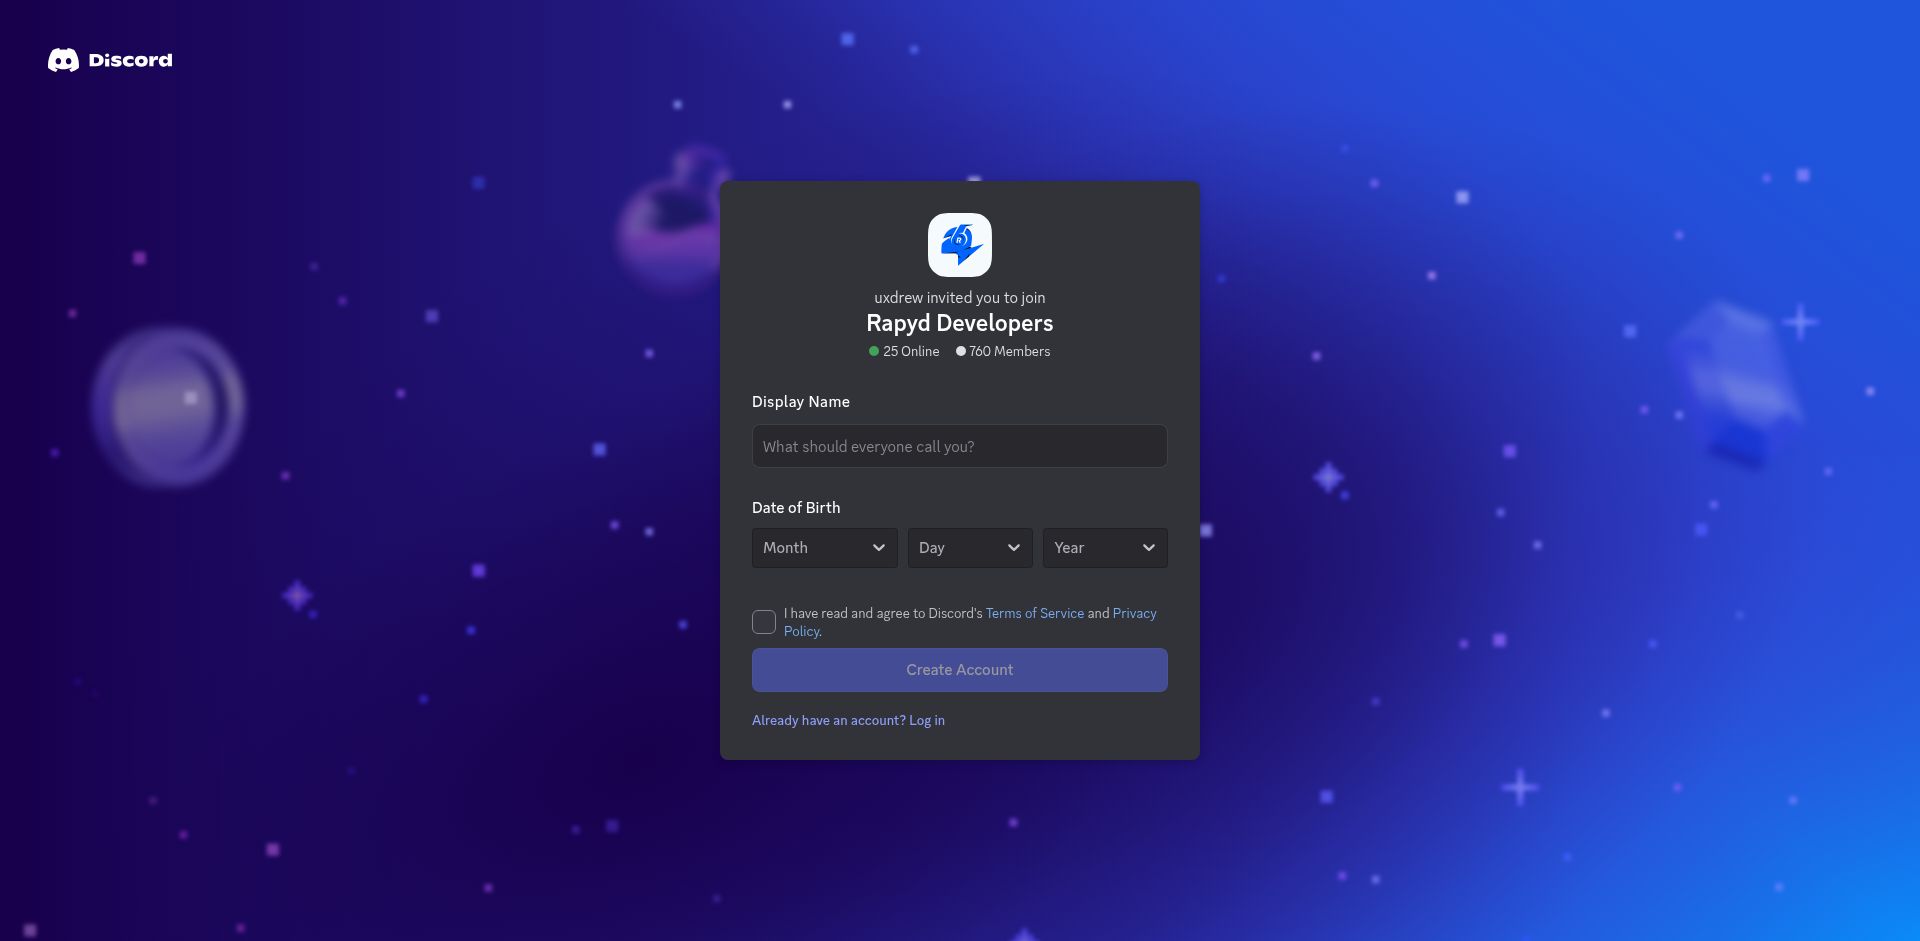 Discord
R
uxdrew invited you to join
Rapyd Developers
25 Online 760 Members
Display Name
What should everyone call you?
Date of Birth
Month Day Year
I have read and agree to Discord's Terms of Service and Privacy
Policy.
Create Account
Already have an account? Log in